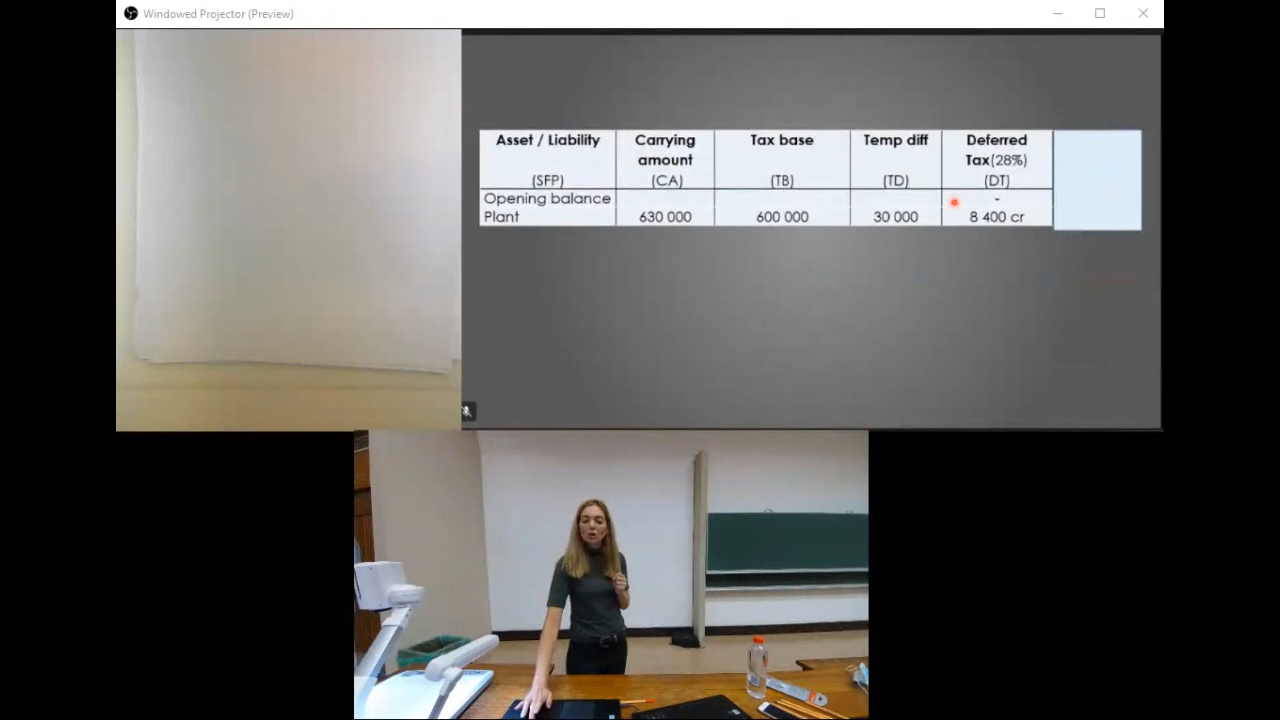 Windowed Projector (Preview)
Asset / Liability Carrying Tax base Temp diff Deferred
amount Tax(28%)
(SFP) (CA) (TB) (TD) (DT)
Opening balance -
Plant 630 000 600 000 30 000 8 400 cr